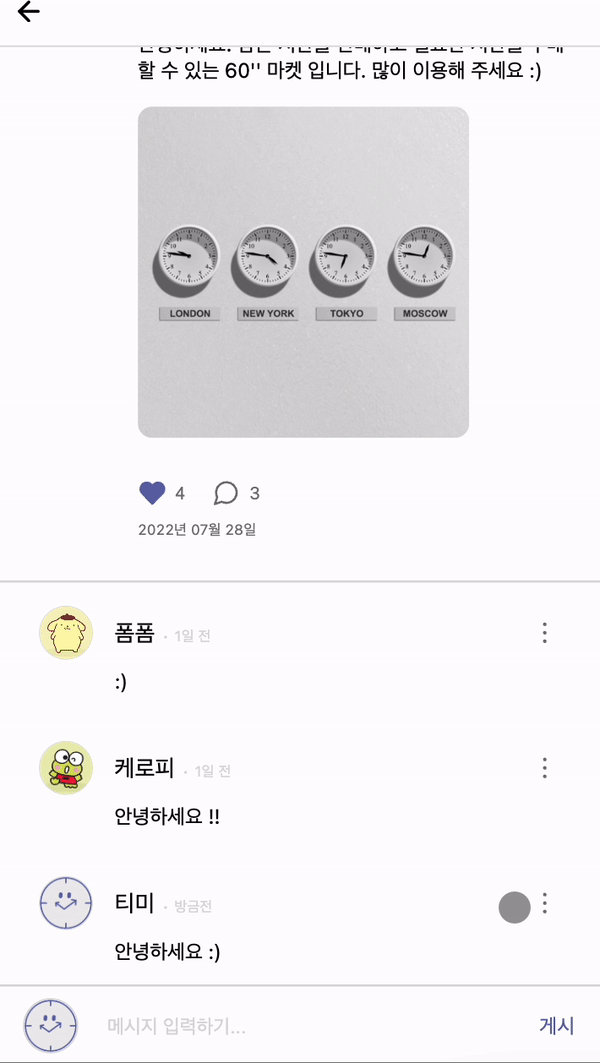 할 수 있는 60'' 마켓 입니다. 많이 이용해 주세요 :)
LONDON NEW YORK TOKYO MOSCOW
4 3
2022년 07월 28일
폼폼 · 1일 전
:)
케로피 · 1일 전
안녕하세요 !!
티미 · 방금전
안녕하세요 :)
메시지 입력하기... 게시